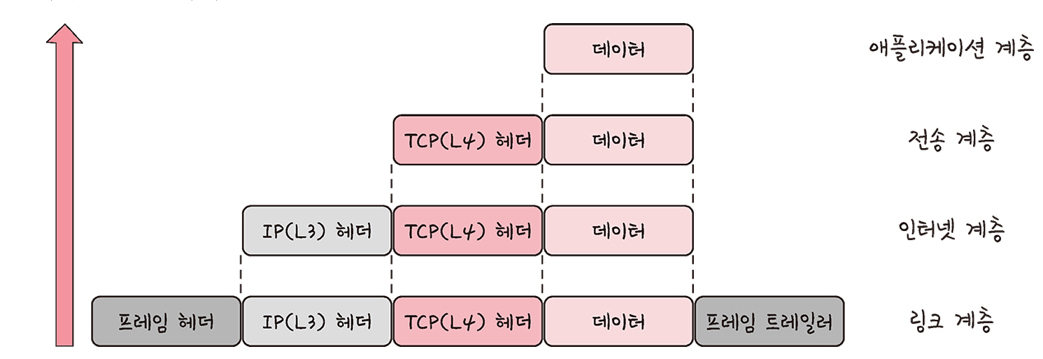 데이터 애플리케이션 계층
TCP(L4) 헤더 데이터 전송 계층
IP(L3) 헤더 TCP(L4) 헤더 데이터 인터넷 계층
프레임 헤더 IP(L3) 헤더 TCP(L4) 헤더 데이터 프레임 트레일러 링크 계층